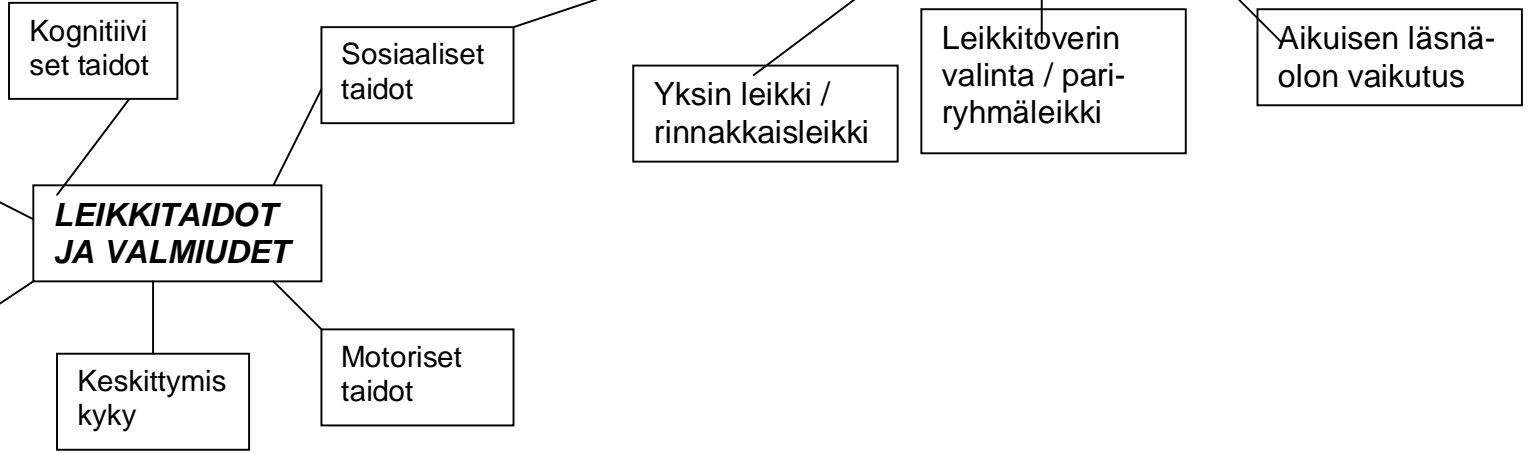 Kognitiivi
set taidot
Sosiaaliset
taidot
Yksin leikki /
rinnakkaisleikki
Leikkitoverin
valinta / pari-
ryhmäleikki
Aikuisen läsnä-
olon vaikutus
LEIKKITAIDOT
JA VALMIUDET
Keskittymis
kyky
Motoriset
taidot